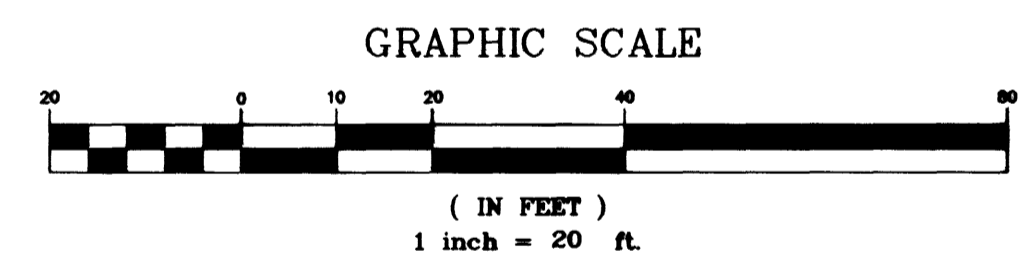 GRAPHIC SCALE
20 0 10 20 40 80
( IN FEET )
1 inch = 20 ft.